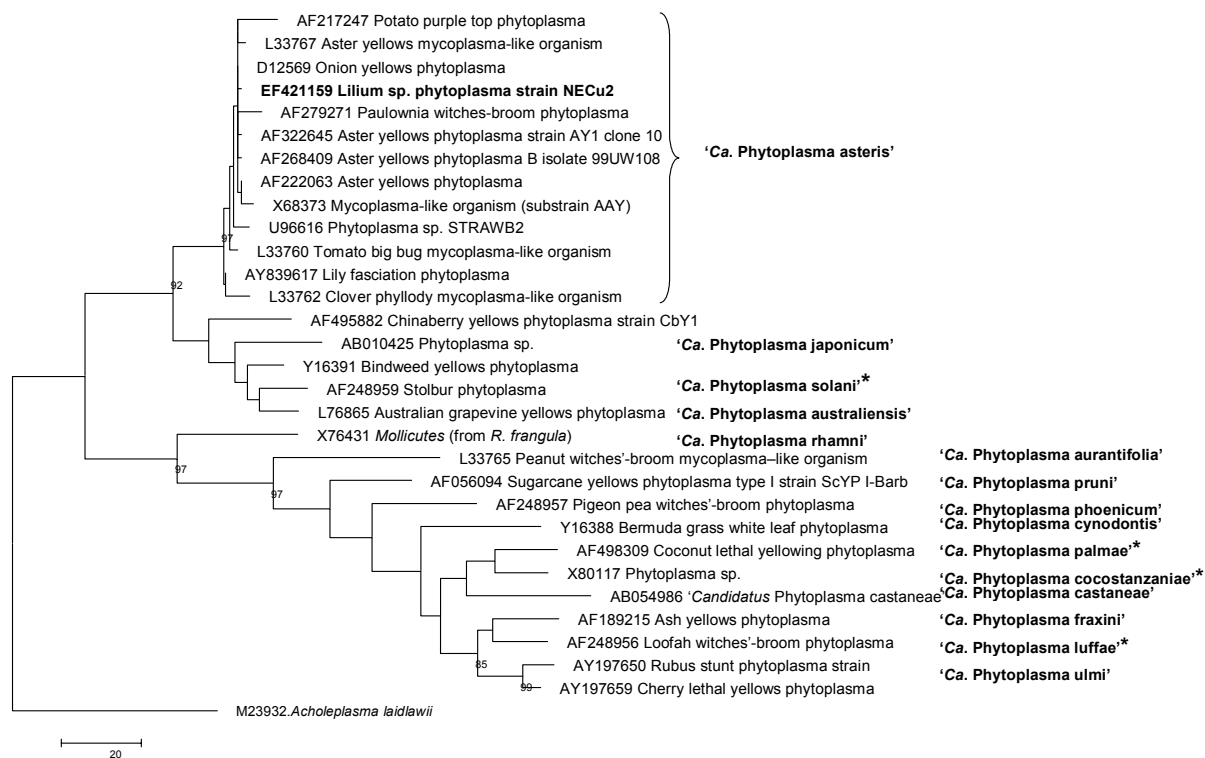 AF217247 Potato purple top phytoplasma
L33767 Aster yellows mycoplasma-like organism
D12569 Onion yellows phytoplasma
EF421159 Lilium sp. phytoplasma strain NECu2
AF279271 Paulownia witches-broom phytoplasma
AF322645 Aster yellows phytoplasma strain AY1 clone 10
‘Ca. Phytoplasma asteris’
AF268409 Aster yellows phytoplasma B isolate 99UW108
AF222063 Aster yellows phytoplasma
X68373 Mycoplasma-like organism (substrain AAY)
U96616 Phytoplasma sp. STRAWB2
97
L33760 Tomato big bug mycoplasma-like organism
AY839617 Lily fasciation phytoplasma
92
L33762 Clover phyllody mycoplasma-like organism
AF495882 Chinaberry yellows phytoplasma strain CbY1
AB010425 Phytoplasma sp. ‘Ca. Phytoplasma japonicum’
Y16391 Bindweed yellows phytoplasma
AF248959 Stolbur phytoplasma ‘Ca. Phytoplasma solani’*
L76865 Australian grapevine yellows phytoplasma ‘Ca. Phytoplasma australiensis’
X76431 Mollicutes (from R. frangula) ‘Ca. Phytoplasma rhamni’
L33765 Peanut witches’-broom mycoplasma–like organism ‘Ca. Phytoplasma aurantifolia’
97
AF056094 Sugarcane yellows phytoplasma type I strain ScYP I-Barb ‘Ca. Phytoplasma pruni’
97
AF248957 Pigeon pea witches’-broom phytoplasma ‘Ca. Phytoplasma phoenicum’
Y16388 Bermuda grass white leaf phytoplasma ‘Ca. Phytoplasma cynodontis’
AF498309 Coconut lethal yellowing phytoplasma ‘Ca. Phytoplasma palmae’*
X80117 Phytoplasma sp. ‘Ca. Phytoplasma cocostanzaniae’*
AB054986 ‘Candidatus Phytoplasma castaneae’ ‘Ca. Phytoplasma castaneae’
AF189215 Ash yellows phytoplasma ‘Ca. Phytoplasma fraxini’
AF248956 Loofah witches’-broom phytoplasma ‘Ca. Phytoplasma luffae’*
85
AY197650 Rubus stunt phytoplasma strain ‘Ca. Phytoplasma ulmi’
99
AY197659 Cherry lethal yellows phytoplasma
M23932.Acholeplasma laidlawii
20